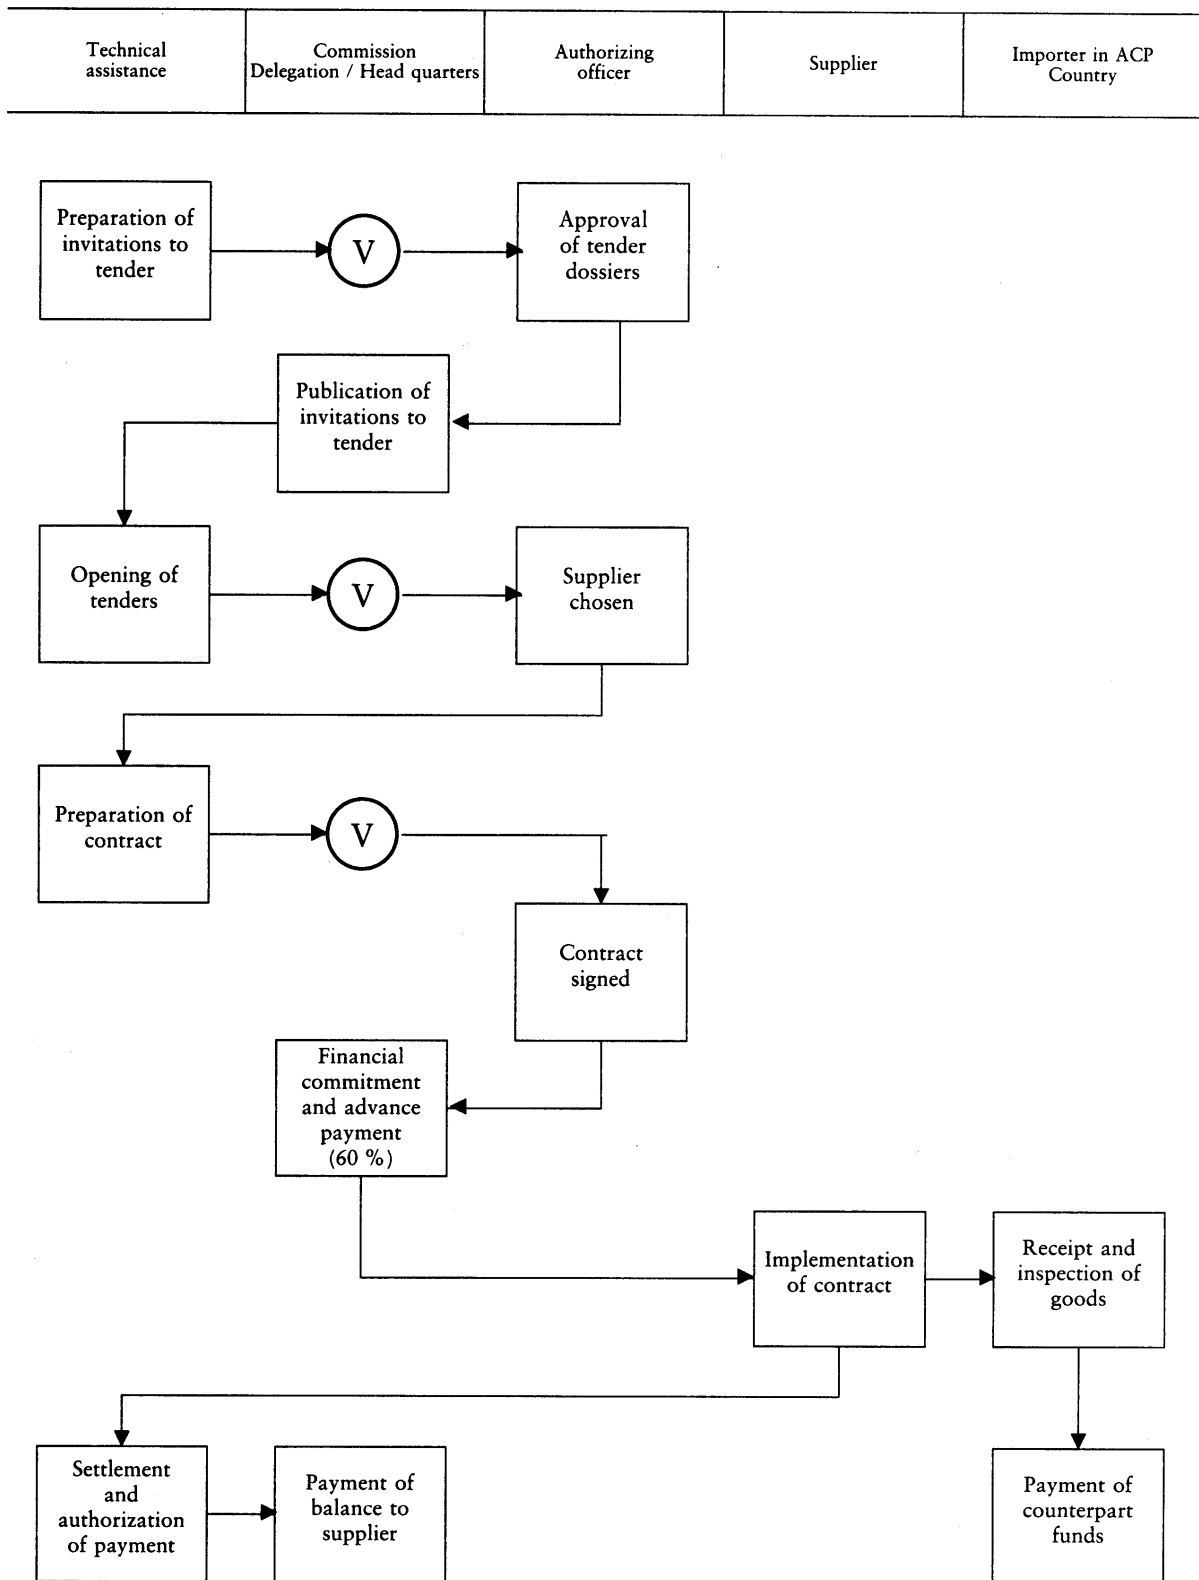 Technical
assistance
Commission
Delegation / Head quarters
Authorizing
officer
Supplier
Importer in ACP
Country
Preparation of
invitations to
tender
V
Approval
of tender
dossiers
Publication of
invitations to
tender
Opening of
tenders
V
Supplier
chosen
Preparation of
contract
V
Contract
signed
Financial
commitment
and advance
payment
(60 %)
Implementation
of contract
Receipt and
inspection of
goods
Settlement
and
authorization
of payment
Payment of
balance to
supplier
Payment of
counterpart
funds